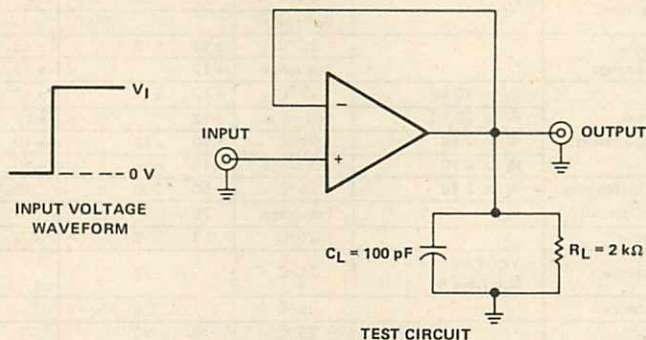 V_I
0 V
INPUT VOLTAGE
WAVEFORM
INPUT
−
+
OUTPUT
C_L = 100 pF
R_L = 2 kΩ
TEST CIRCUIT